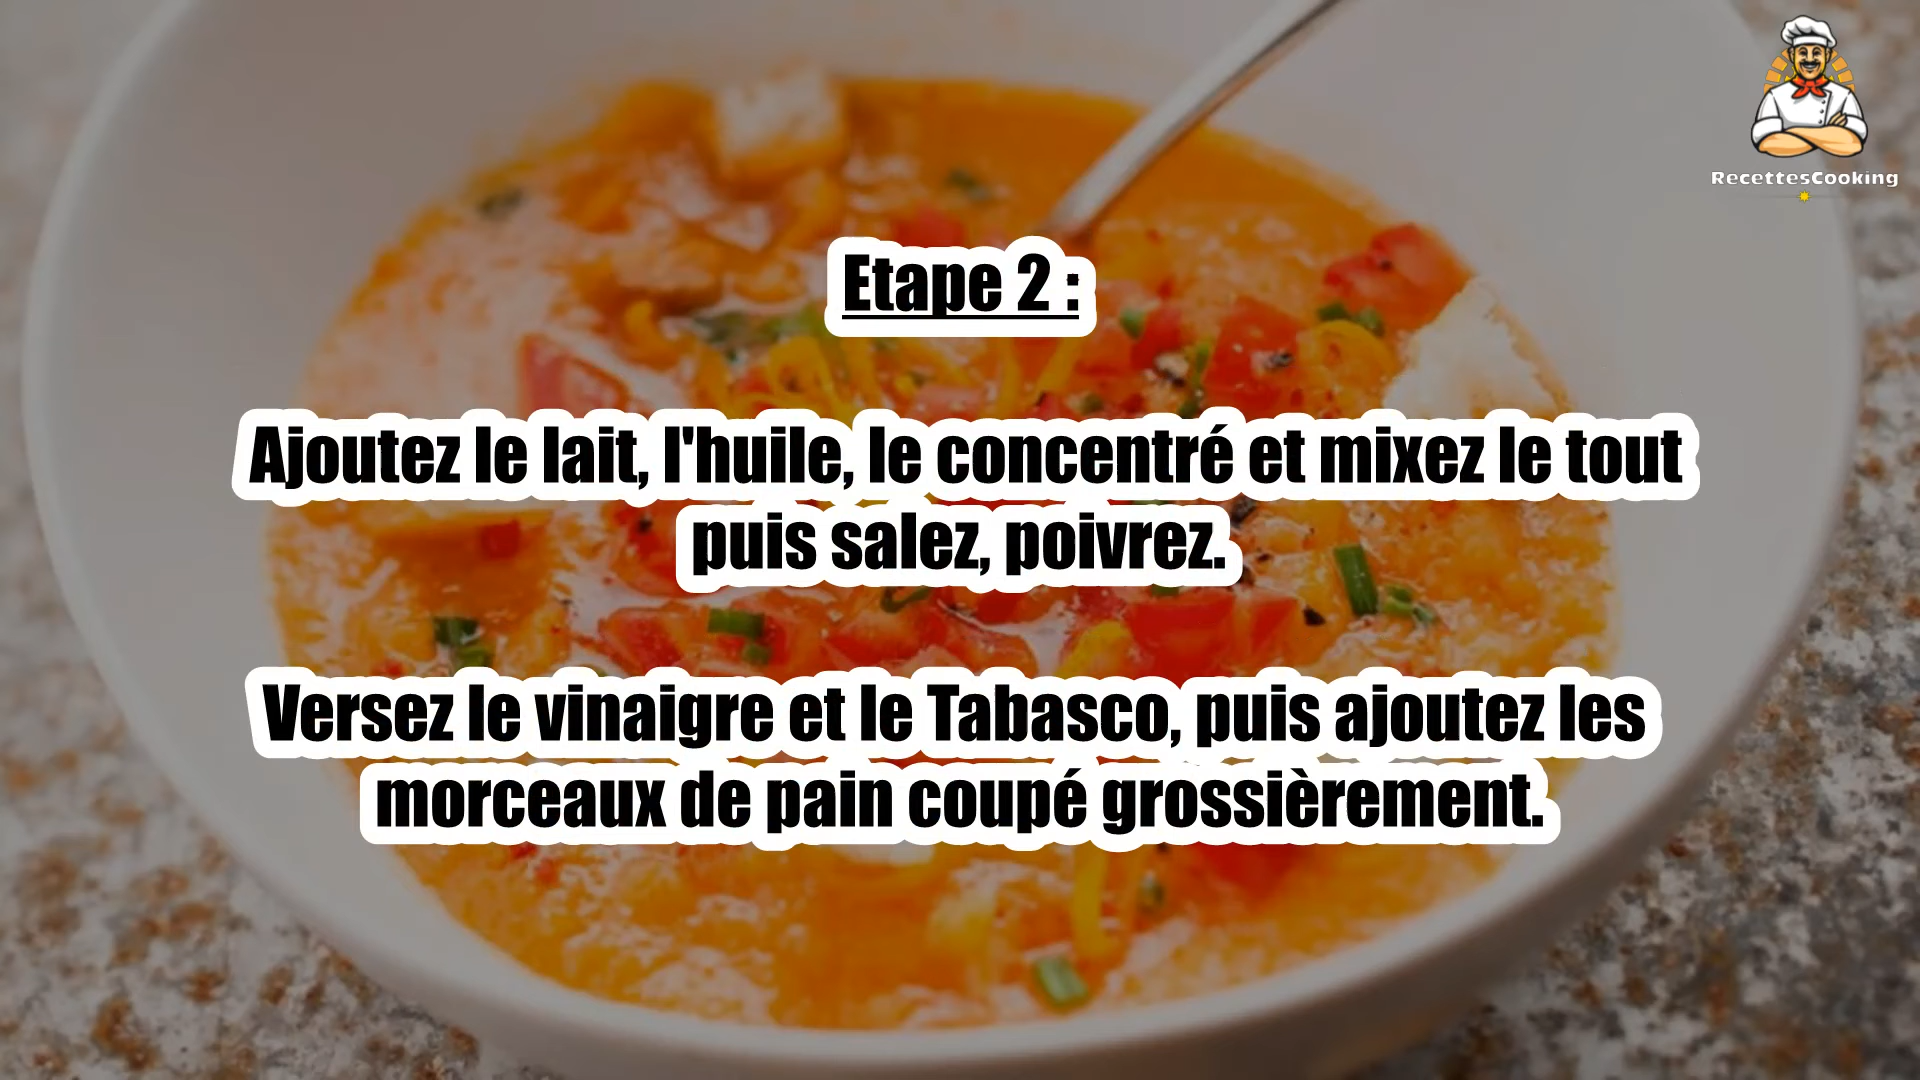 RecettesCooking
Etape 2 :
Ajoutez le lait, l'huile, le concentré et mixez le tout
puis salez, poivrez.
Versez le vinaigre et le Tabasco, puis ajoutez les
morceaux de pain coupé grossièrement.